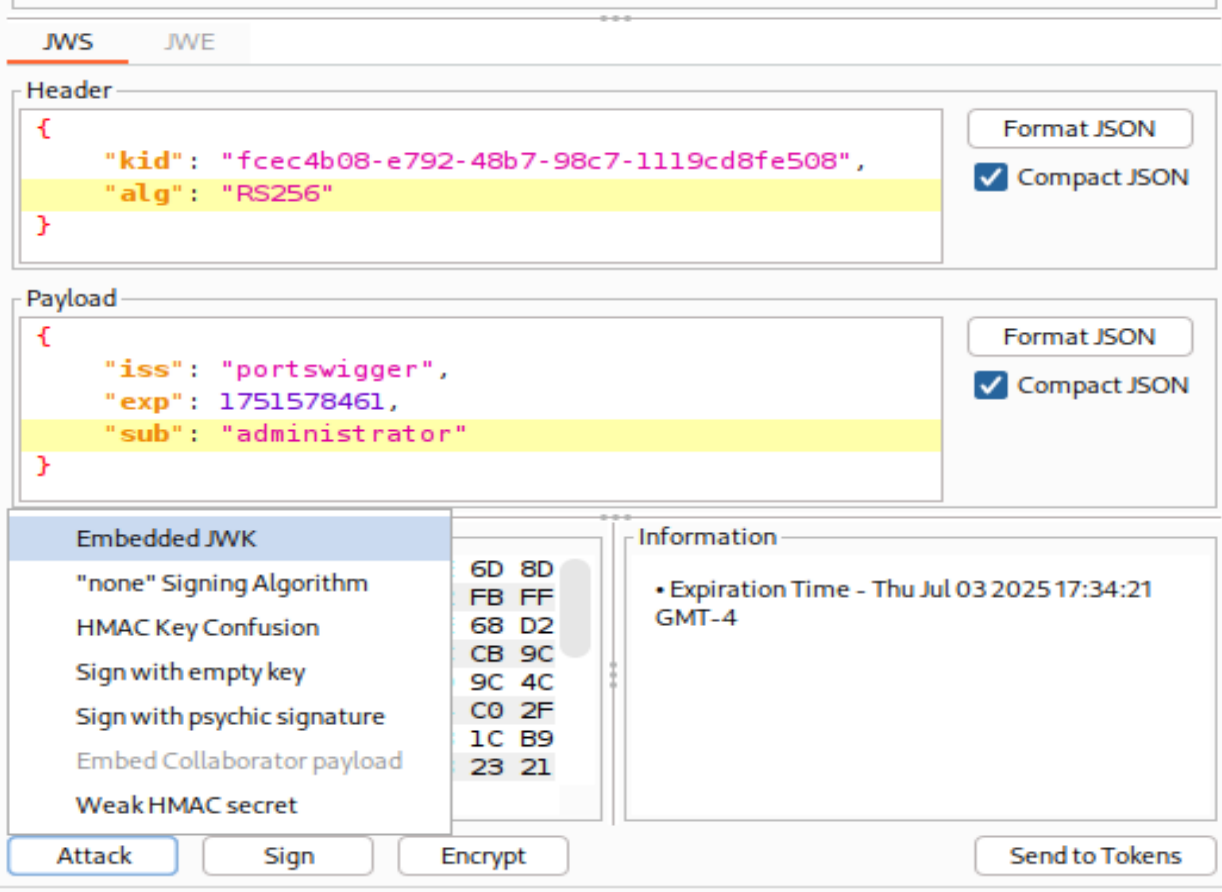 JWS JWE
Header
{
"kid": "fcec4b08-e792-48b7-98c7-1119cd8fe508",
"alg": "RS256"
}
Format JSON
Compact JSON
Payload
{
"iss": "portswigger",
"exp": 1751578461,
"sub": "administrator"
}
Format JSON
Compact JSON
Embedded JWK
"none" Signing Algorithm
HMAC Key Confusion
Sign with empty key
Sign with psychic signature
Embed Collaborator payload
Weak HMAC secret
6D 8D
FB FF
68 D2
CB 9C
9C 4C
C0 2F
1C B9
23 21
Information
• Expiration Time - Thu Jul 03 2025 17:34:21
GMT-4
Attack Sign Encrypt Send to Tokens